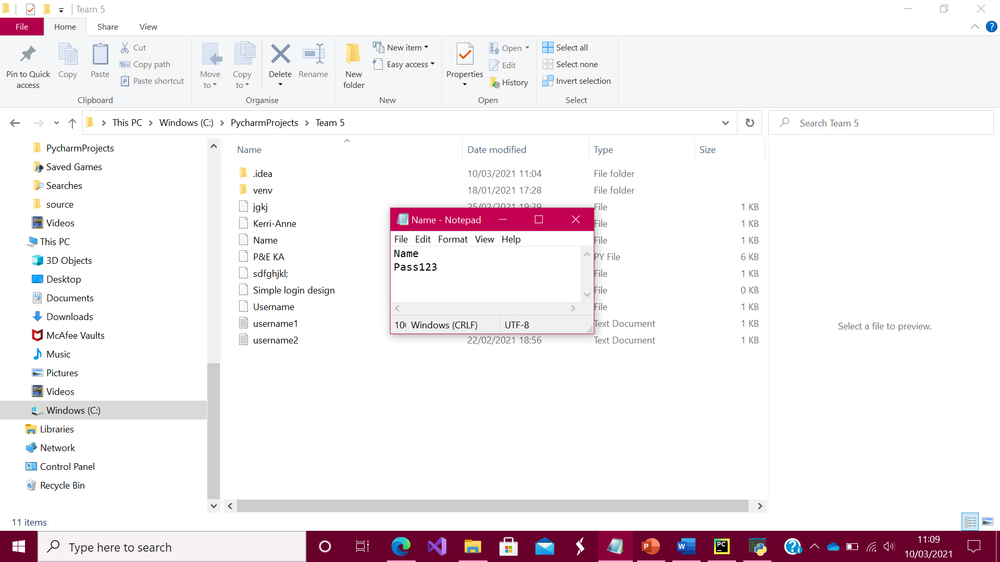 Team 5
File Home Share View
Pin to Quick access
Copy
Paste
Cut
Copy path
Paste shortcut
Clipboard
Move to
Copy to
Delete
Rename
Organise
New folder
New item
Easy access
New
Properties
Open
Edit
History
Open
Select all
Select none
Invert selection
Select
This PC Windows (C:) PycharmProjects Team 5
Search Team 5
PycharmProjects
Saved Games
Searches
source
Videos
This PC
3D Objects
Desktop
Documents
Downloads
McAfee Vaults
Music
Pictures
Videos
Windows (C:)
Libraries
Network
Control Panel
Recycle Bin
Name Date modified Type Size
.idea 10/03/2021 11:04 File folder
venv 18/01/2021 17:28 File folder
jgkj 25/02/2021 19:39 File 1 KB
Kerri-Anne File 1 KB
Name File 1 KB
P&E KA PY File 6 KB
sdfghjkl; File 1 KB
Simple login design File 0 KB
Username File 1 KB
username1 Text Document 1 KB
username2 22/02/2021 18:56 Text Document 1 KB
Name - Notepad
File Edit Format View Help
Name
Pass123
Windows (CRLF) UTF-8
Select a file to preview.
11 items
Type here to search
11:09
10/03/2021